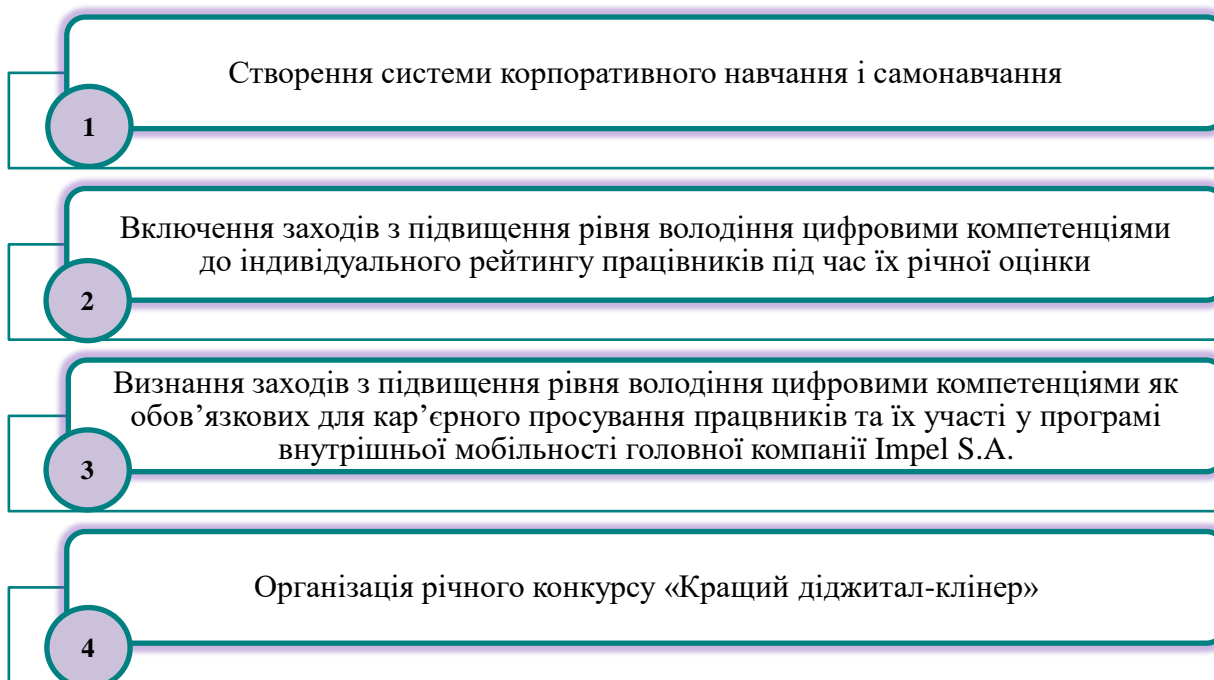 Створення системи корпоративного навчання і самонавчання
1
Включення заходів з підвищення рівня володіння цифровими компетенціями
до індивідуального рейтингу працівників під час їх річної оцінки
2
Визнання заходів з підвищення рівня володіння цифровими компетенціями як
обов’язкових для кар’єрного просування працвників та їх участі у програмі
внутрішньої мобільності головної компанії Impel S.A.
3
Організація річного конкурсу «Кращий діджитал-клінер»
4